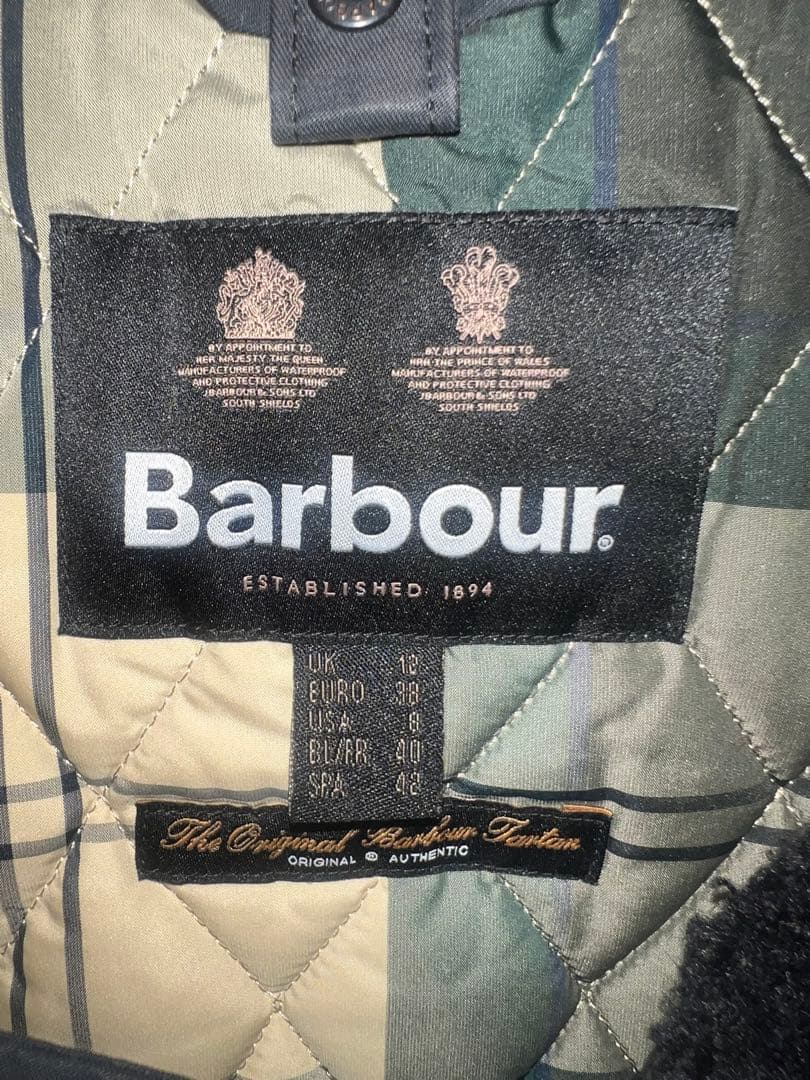 BY APPOINTMENT TO
HER MAJESTY THE QUEEN
MANUFACTURERS OF WATERPROOF
AND PROTECTIVE CLOTHING
J BARBOUR & SONS LTD
SOUTH SHIELDS
BY APPOINTMENT TO
HRH THE PRINCE OF WALES
MANUFACTURERS OF WATERPROOF
AND PROTECTIVE CLOTHING
J BARBOUR & SONS LTD
SOUTH SHIELDS
Barbour®
ESTABLISHED 1894
UK 12
EURO 38
USA 8
BL/FR 40
SPA 42
The Original Barbour Tartan
ORIGINAL ® AUTHENTIC